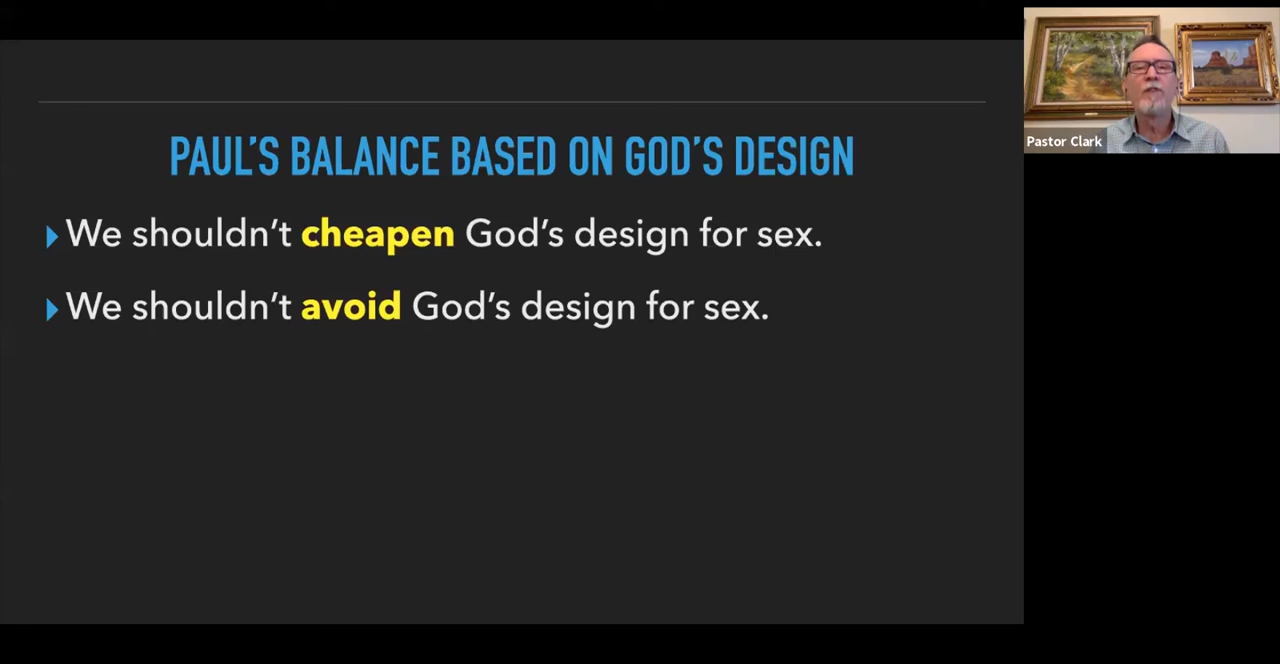 PAUL'S BALANCE BASED ON GOD'S DESIGN
We shouldn't cheapen God's design for sex.
We shouldn't avoid God's design for sex.
Pastor Clark